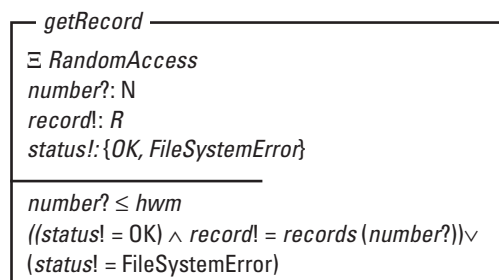 getRecord
Ξ RandomAccess
number?: N
record!: R
status!: {OK, FileSystemError}
number? ≤ hwm
((status! = OK) ∧ record! = records (number?))∨
(status! = FileSystemError)